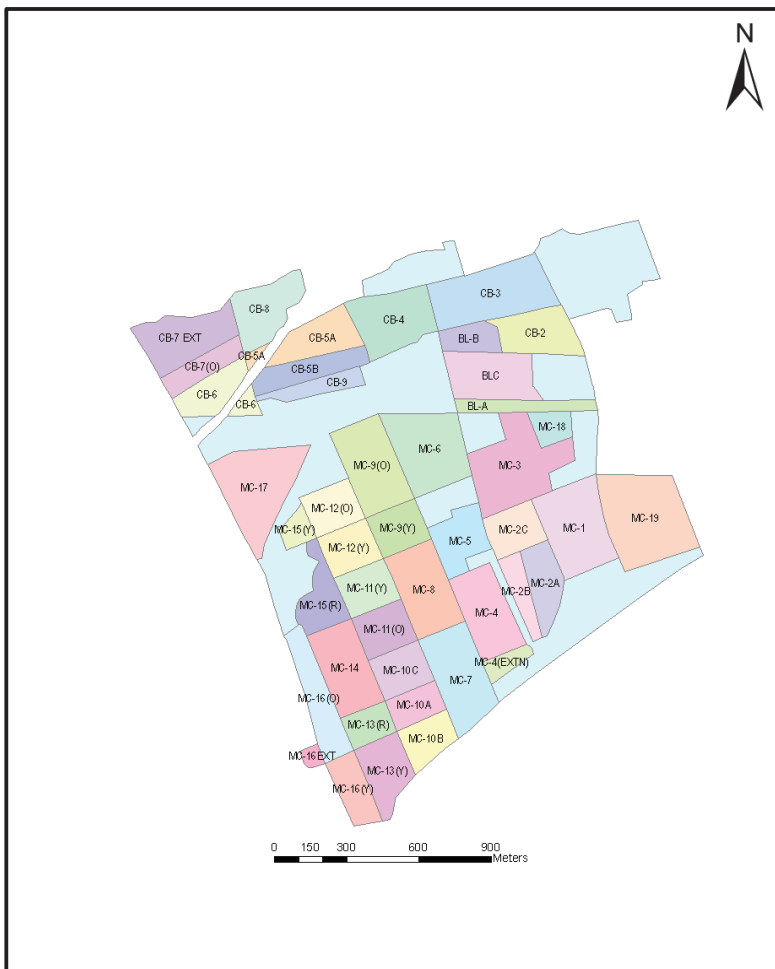 N
CB-3
CB-8
CB-4
CB-7 EXT
CB-5A
CB-2
BL-B
CB-5A
CB-7(O)
CB-5B
BLC
CB-9
CB-6
CB-6
BL-A
MC-18
MC-6
MC-3
MC-9(O)
MC-17
MC-19
MC-12(O)
MC-9(Y)
MC-2C
MC-1
MC-15(Y)
MC-5
MC-12(Y)
MC-2A
MC-11(Y)
MC-8
MC-2B
MC-15(R)
MC-4
MC-11(O)
MC-4(EXTN)
MC-14
MC-10C
MC-7
MC-16(O)
MC-10A
MC-13(R)
MC-10B
MC-16 EXT
MC-13(Y)
MC-16(Y)
0 150 300 600 900
Meters